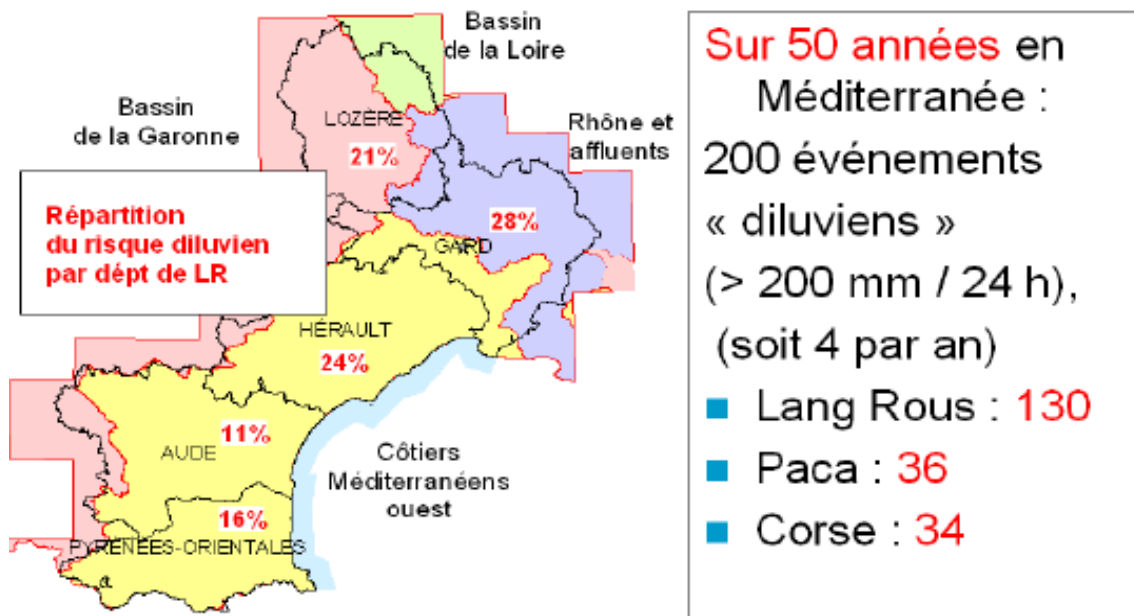 Bassin
de la Loire
Bassin
de la Garonne
LOZÈRE
21%
Rhône et
affluents
28%
GARD
Répartition
du risque diluvien
par dépt de LR
HÉRAULT
24%
11%
AUDE
Côtiers
Méditerranéens
ouest
16%
PYRÉNÉES-ORIENTALES
Sur 50 années en
Méditerranée :
200 événements
« diluviens »
(> 200 mm / 24 h),
(soit 4 par an)
Lang Rous : 130
Paca : 36
Corse : 34